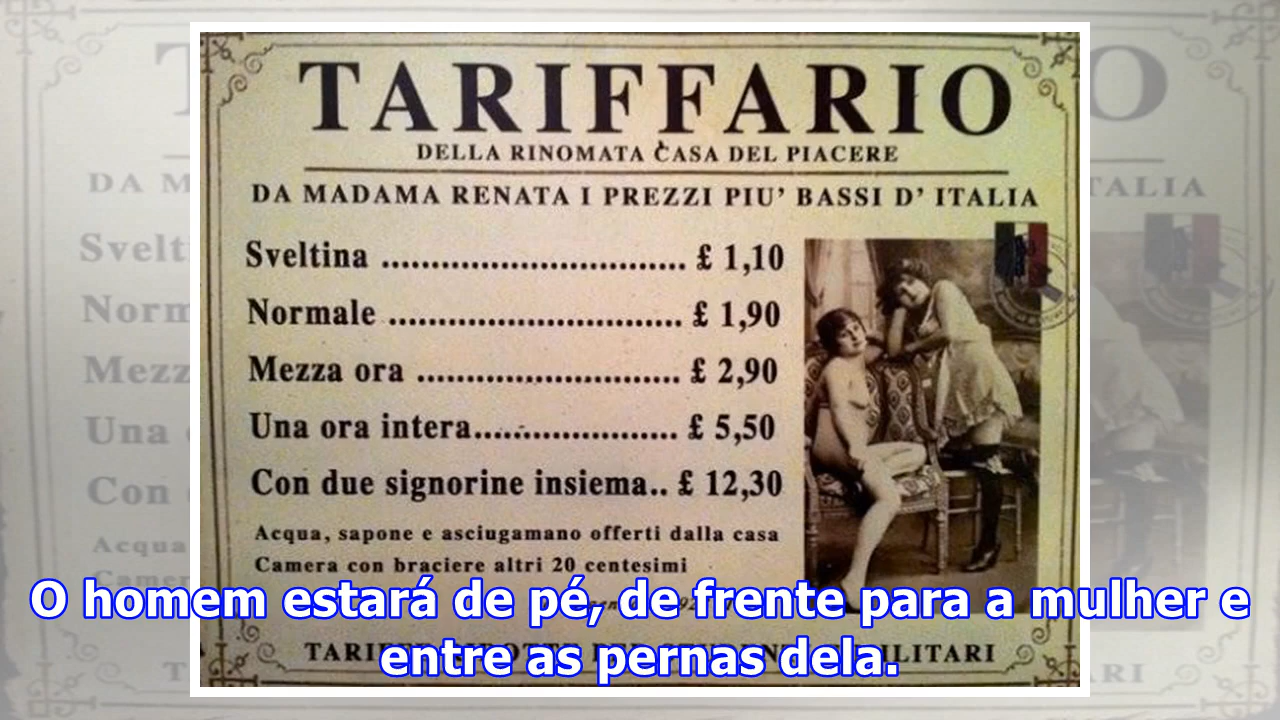 TARIFFARIO
DELLA RINOMATA CASA DEL PIACERE
DA MADAMA RENATA I PREZZI PIU' BASSI D' ITALIA
Sveltina .............................. £ 1,10
Normale ............................. £ 1,90
Mezza ora .......................... £ 2,90
Una ora intera.................... £ 5,50
Con due signorine insiema.. £ 12,30
Acqua, sapone e asciugamano offerti dalla casa
Camera con braciere altri 20 centesimi
O homem estará de pé, de frente para a mulher e
entre as pernas dela.